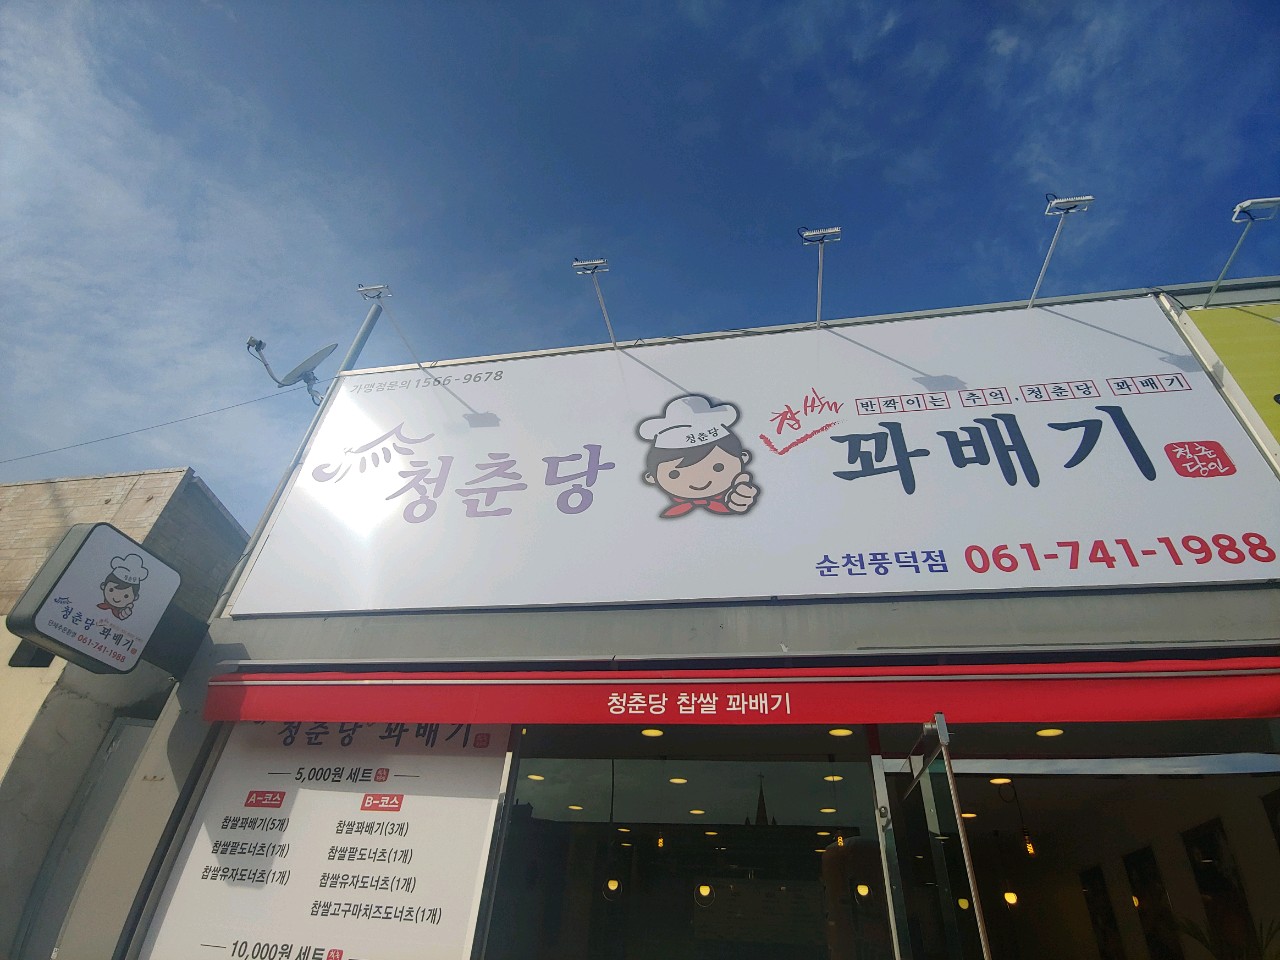 가맹점문의 1566-9678
청춘당
청춘당
찹쌀
반짝이는 추억, 청춘당 꽈배기
꽈배기
청춘
당인
순천풍덕점 061-741-1988
청춘당
청춘당 꽈배기
061-741-1988
청춘당 찹쌀 꽈배기
청춘당 꽈배기
5,000원 세트
A-코스
찹쌀꽈배기(5개)
찹쌀팥도너츠(1개)
찹쌀유자도너츠(1개)
B-코스
찹쌀꽈배기(3개)
찹쌀팥도너츠(1개)
찹쌀유자도너츠(1개)
찹쌀고구마치즈도너츠(1개)
10,000원 세트